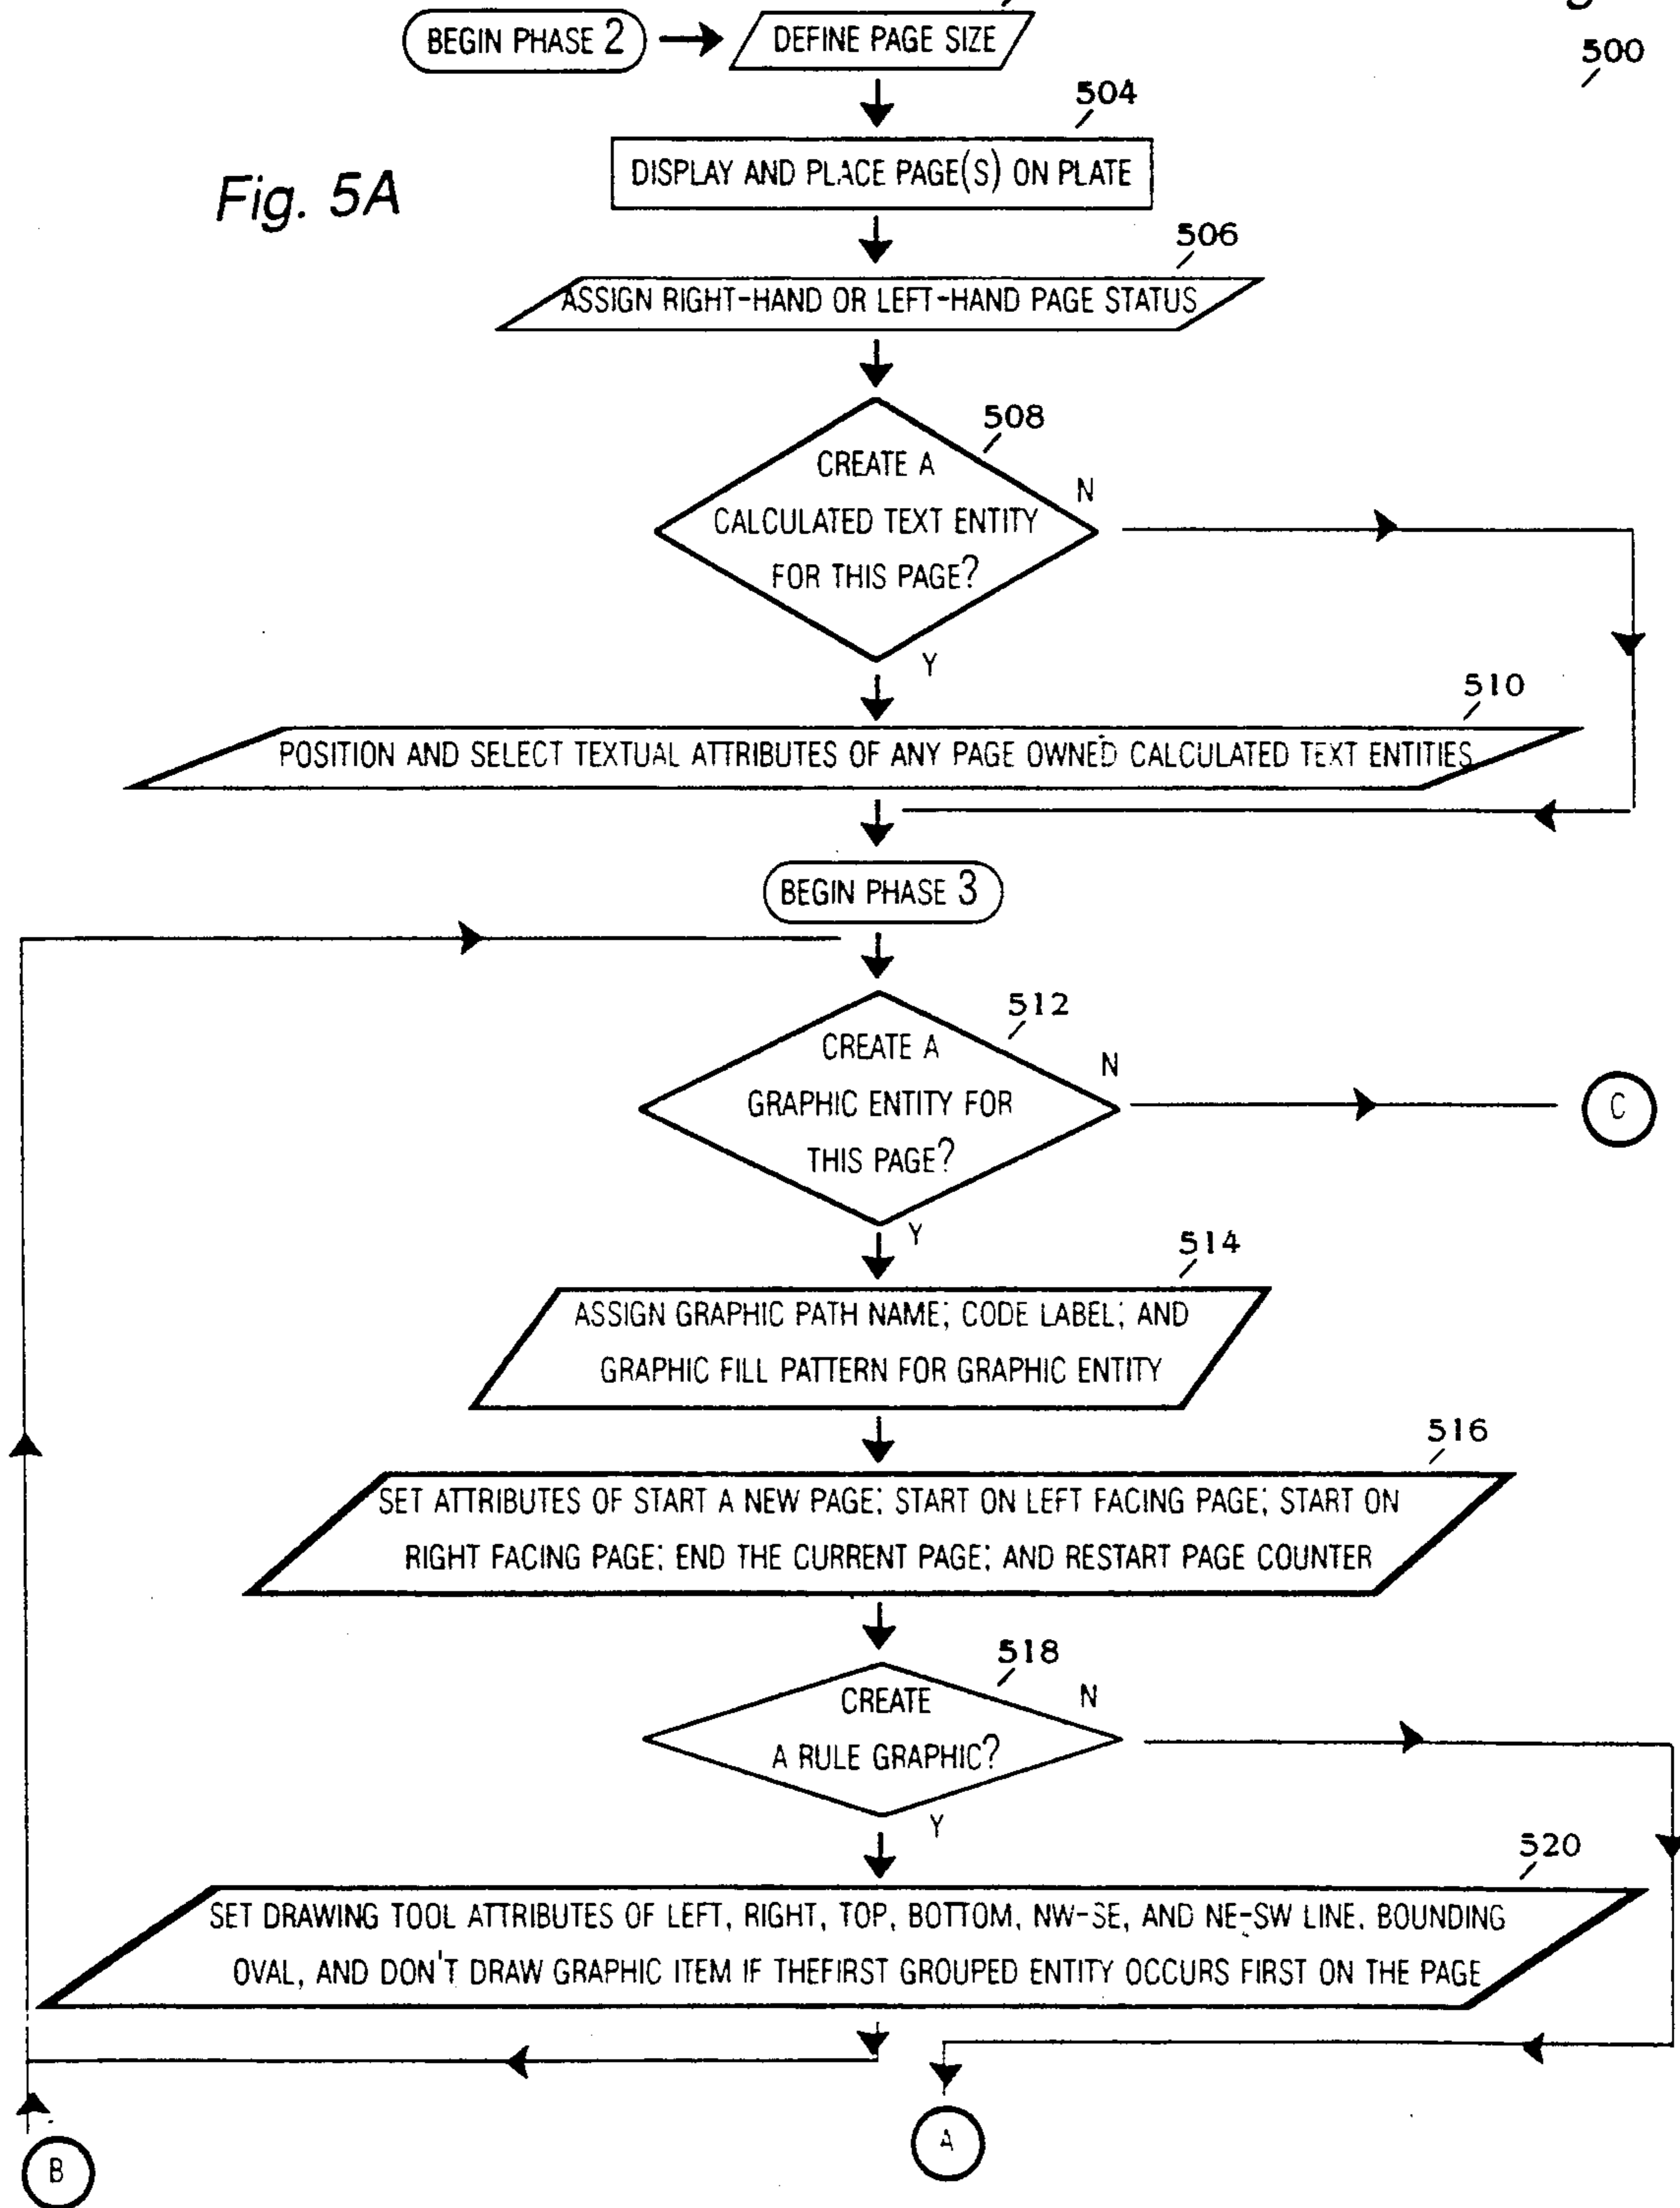 BEGIN PHASE 2
DEFINE PAGE SIZE
500
504
DISPLAY AND PLACE PAGE(S) ON PLATE
Fig. 5A
506
ASSIGN RIGHT-HAND OR LEFT-HAND PAGE STATUS
508
CREATE A
CALCULATED TEXT ENTITY
FOR THIS PAGE?
N
Y
510
POSITION AND SELECT TEXTUAL ATTRIBUTES OF ANY PAGE OWNED CALCULATED TEXT ENTITIES
BEGIN PHASE 3
512
CREATE A
GRAPHIC ENTITY FOR
THIS PAGE?
N
C
Y
514
ASSIGN GRAPHIC PATH NAME; CODE LABEL; AND
GRAPHIC FILL PATTERN FOR GRAPHIC ENTITY
516
SET ATTRIBUTES OF START A NEW PAGE; START ON LEFT FACING PAGE; START ON
RIGHT FACING PAGE; END THE CURRENT PAGE; AND RESTART PAGE COUNTER
518
CREATE
A RULE GRAPHIC?
N
Y
520
SET DRAWING TOOL ATTRIBUTES OF LEFT, RIGHT, TOP, BOTTOM, NW-SE, AND NE-SW LINE. BOUNDING
OVAL, AND DON'T DRAW GRAPHIC ITEM IF THEFIRST GROUPED ENTITY OCCURS FIRST ON THE PAGE
A
B